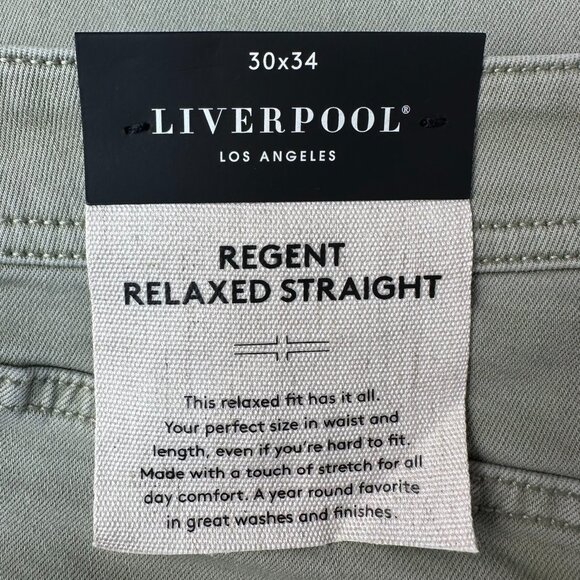 30x34
LIVERPOOL®
LOS ANGELES
REGENT
RELAXED STRAIGHT
This relaxed fit has it all.
Your perfect size in waist and
length, even if you're hard to fit.
Made with a touch of stretch for all
day comfort. A year round favorite
in great washes and finishes.